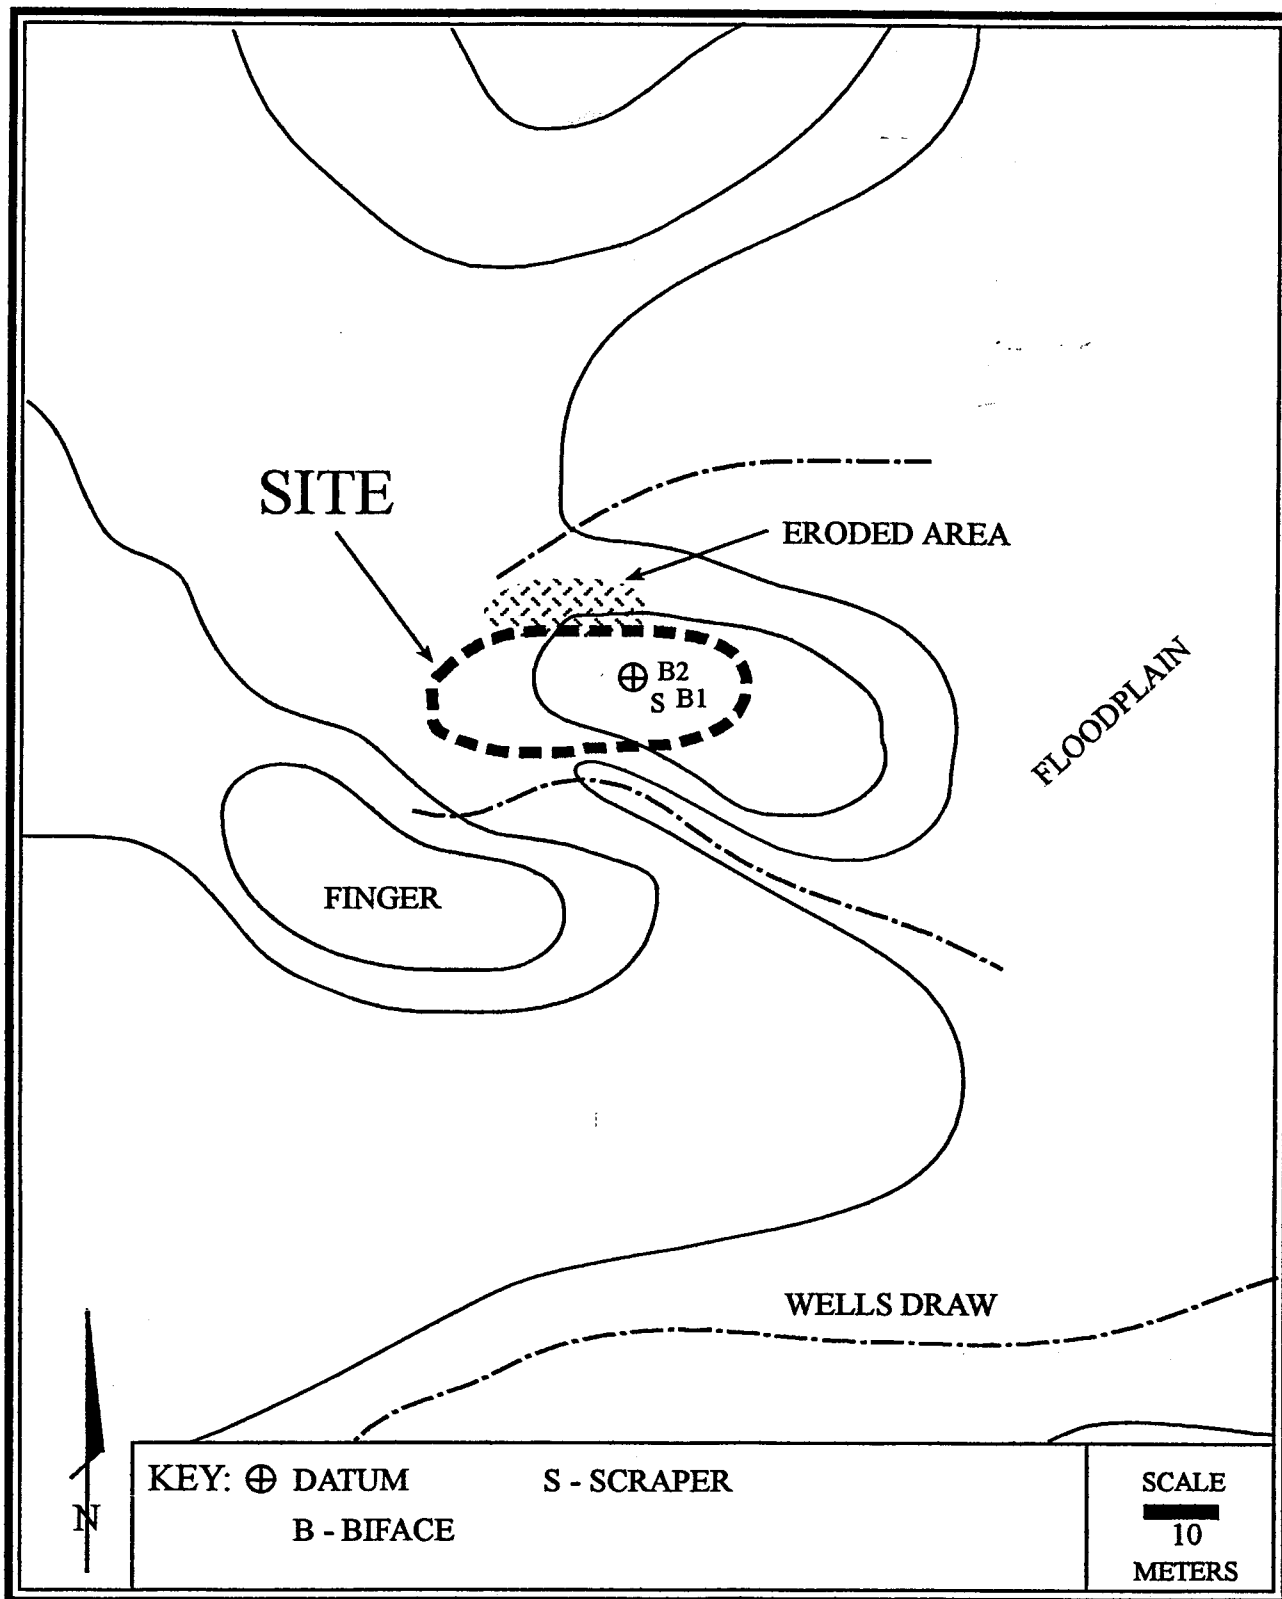 SITE
ERODED AREA
B2
S B1
FLOODPLAIN
FINGER
WELLS DRAW
N
KEY: ⊕ DATUM S - SCRAPER
B - BIFACE
SCALE
10
METERS